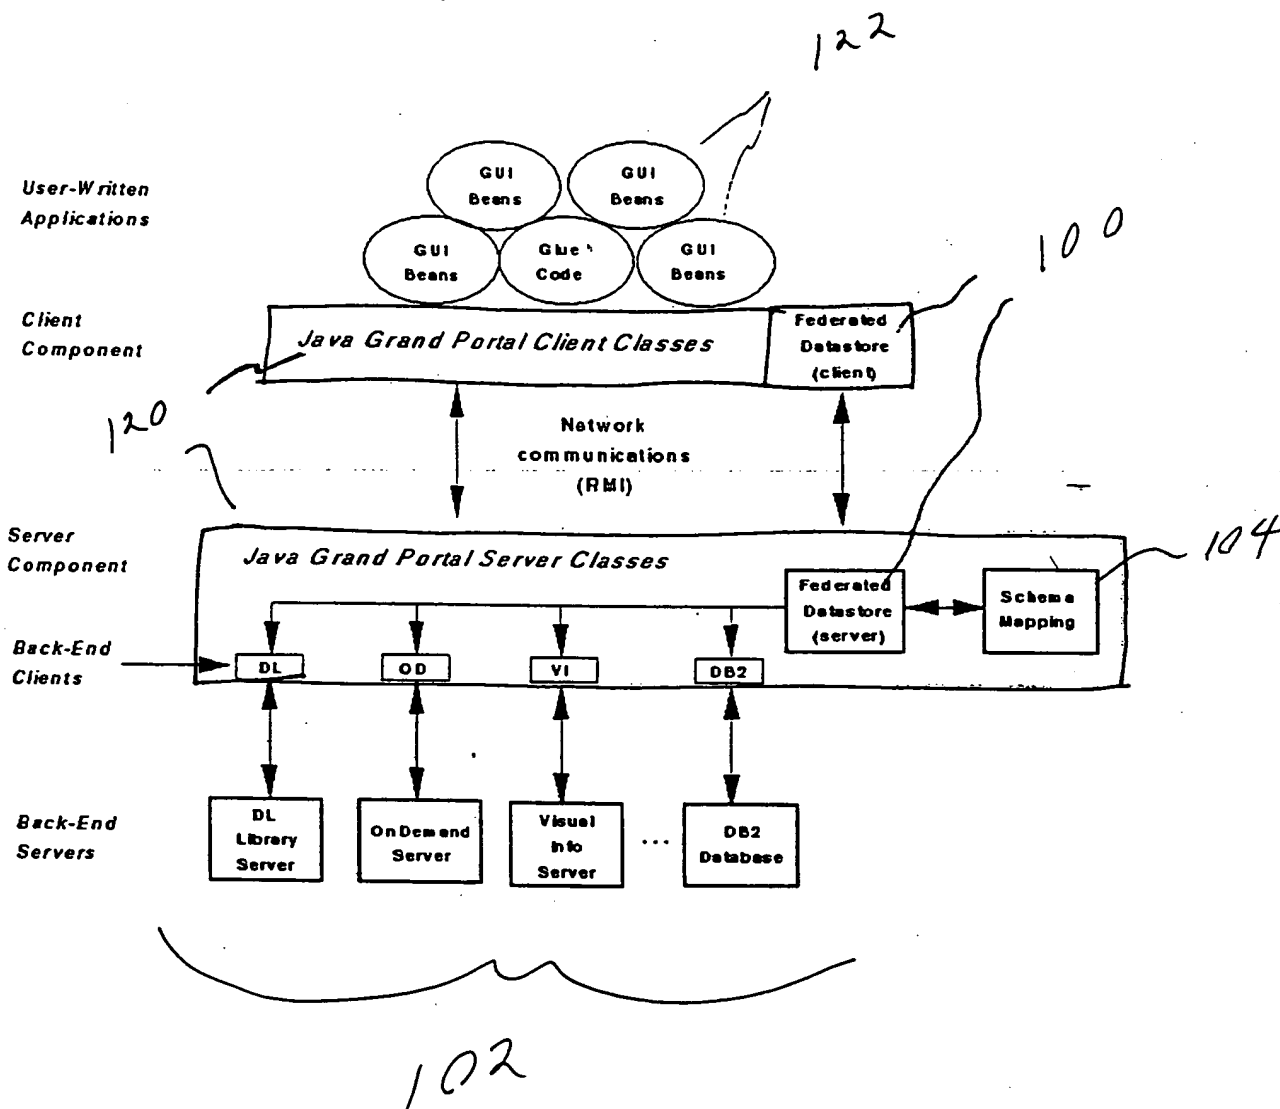 122
GUI
Beans
GUI
Beans
User-Written
Applications
GUI
Beans
Glue
Code
GUI
Beans
100
Client
Component
Java Grand Portal Client Classes
Federated
Datastore
(client)
120
Network
communications
(RMI)
Server
Component
Java Grand Portal Server Classes
104
Federated
Datastore
(server)
Schema
Mapping
Back-End
Clients
DL
OD
VI
DB2
Back-End
Servers
DL
Library
Server
OnDemand
Server
Visual
Info
Server
...
DB2
Database
102